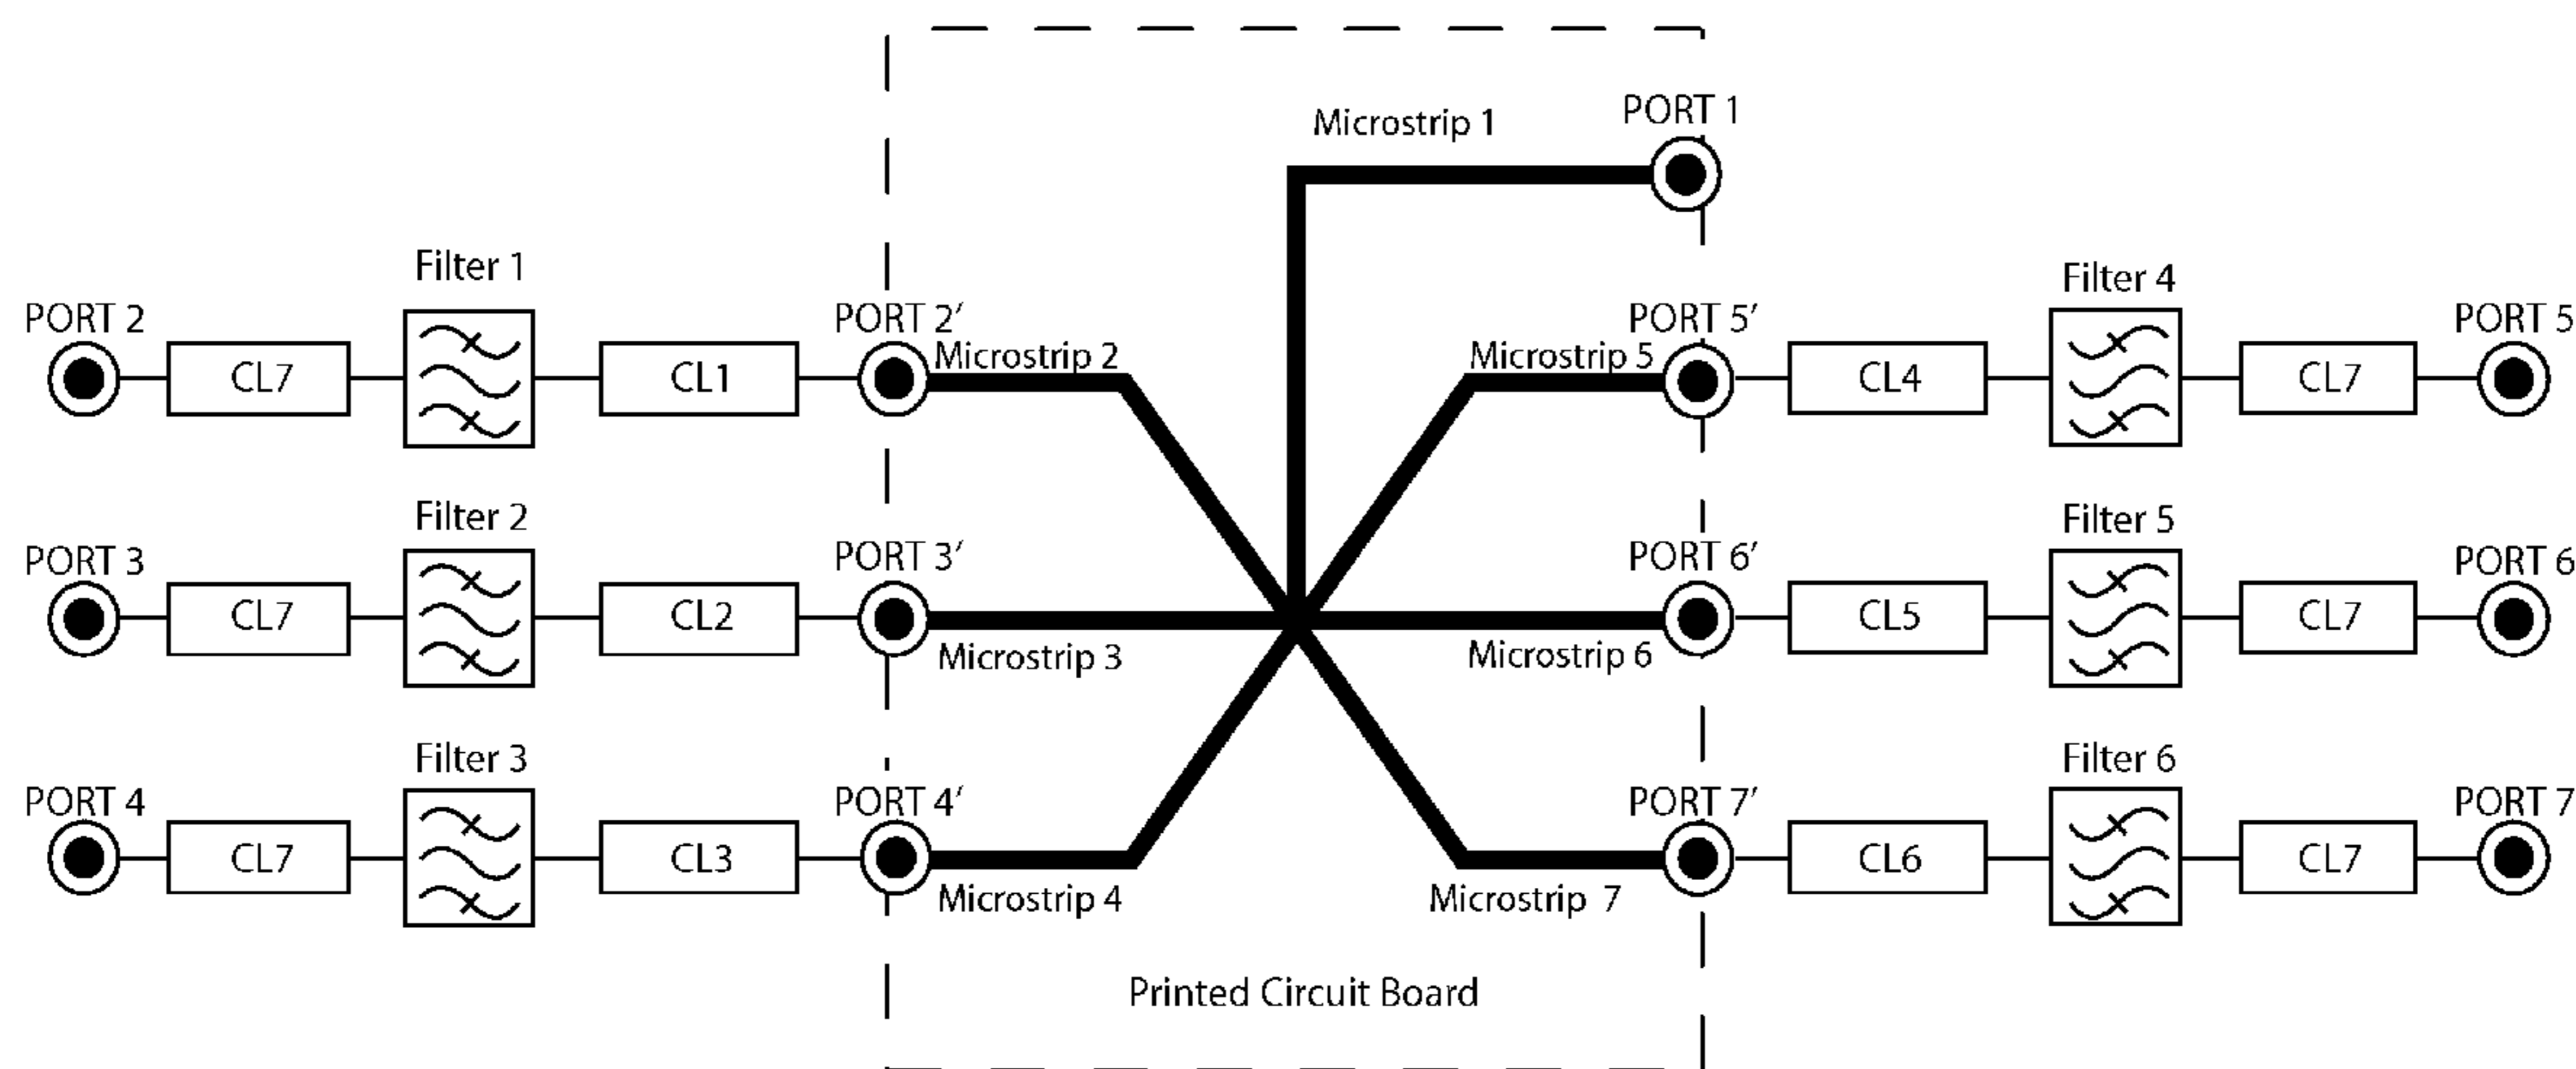 PORT 1
Microstrip 1
Filter 1
Filter 4
PORT 2
PORT 2′
PORT 5′
PORT 5
Microstrip 2
Microstrip 5
CL7
CL1
CL4
CL7
Filter 2
Filter 5
PORT 3
PORT 3′
PORT 6′
PORT 6
CL7
CL2
CL5
CL7
Microstrip 3
Microstrip 6
Filter 3
Filter 6
PORT 4
PORT 4′
PORT 7′
PORT 7
CL7
CL3
CL6
CL7
Microstrip 4
Microstrip 7
Printed Circuit Board